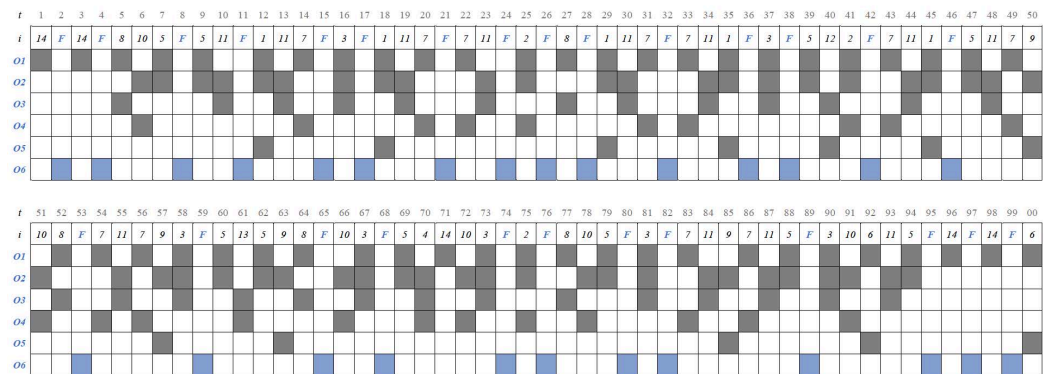 t 1 2 3 4 5 6 7 8 9 10 11 12 13 14 15 16 17 18 19 20 21 22 23 24 25 26 27 28 29 30 31 32 33 34 35 36 37 38 39 40 41 42 43 44 45 46 47 48 49 50
i 14 F 14 F 8 10 5 F 5 11 F 1 11 7 F 3 F 1 11 7 F 7 11 F 2 F 8 F 1 11 7 F 7 11 1 F 3 F 5 12 2 F 7 11 1 F 5 11 7 9
O1
O2
O3
O4
O5
O6
t 51 52 53 54 55 56 57 58 59 60 61 62 63 64 65 66 67 68 69 70 71 72 73 74 25 76 77 78 79 80 81 82 83 84 85 86 87 88 89 90 91 92 93 94 95 96 97 98 99 00
i 10 8 F 7 11 7 9 3 F 5 13 5 9 8 F 10 3 F 5 4 14 10 3 F 2 F 8 10 5 F 3 F 7 11 9 7 11 5 F 3 10 6 11 5 F 14 F 14 F 6
O1
O2
O3
O4
O5
O6